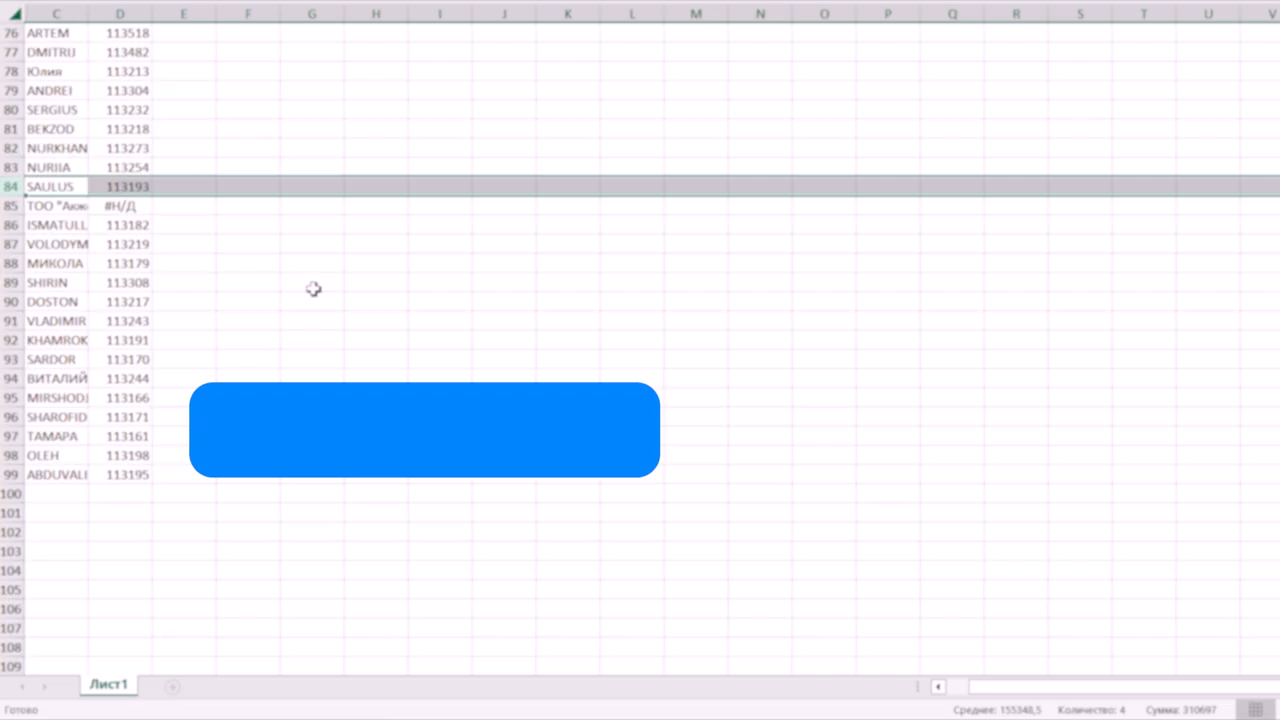 C D E F G H I J K L M N O P Q R S T U V
76 ARTEM 113518
77 DMITRIJ 113482
78 Юлия 113213
79 ANDREI 113304
80 SERGIUS 113232
81 BEKZOD 113218
82 NURKHAN 113273
83 NURIIA 113254
84 SAULUS 113193
85 ТОО "Акж #Н/Д
86 ISMATULL 113182
87 VOLODYM 113219
88 МИКОЛА 113179
89 SHIRIN 113308
90 DOSTON 113217
91 VLADIMIR 113243
92 KHAMROK 113191
93 SARDOR 113170
94 ВИТАЛИЙ 113244
95 MIRSHODJ 113166
96 SHAROFID 113171
97 ТАМАРА 113161
98 OLEH 113198
99 ABDUVALI 113195
100
101
102
103
104
105
106
107
108
109
Лист1
Готово Среднее: 155348,5 Количество: 4 Сумма: 310697